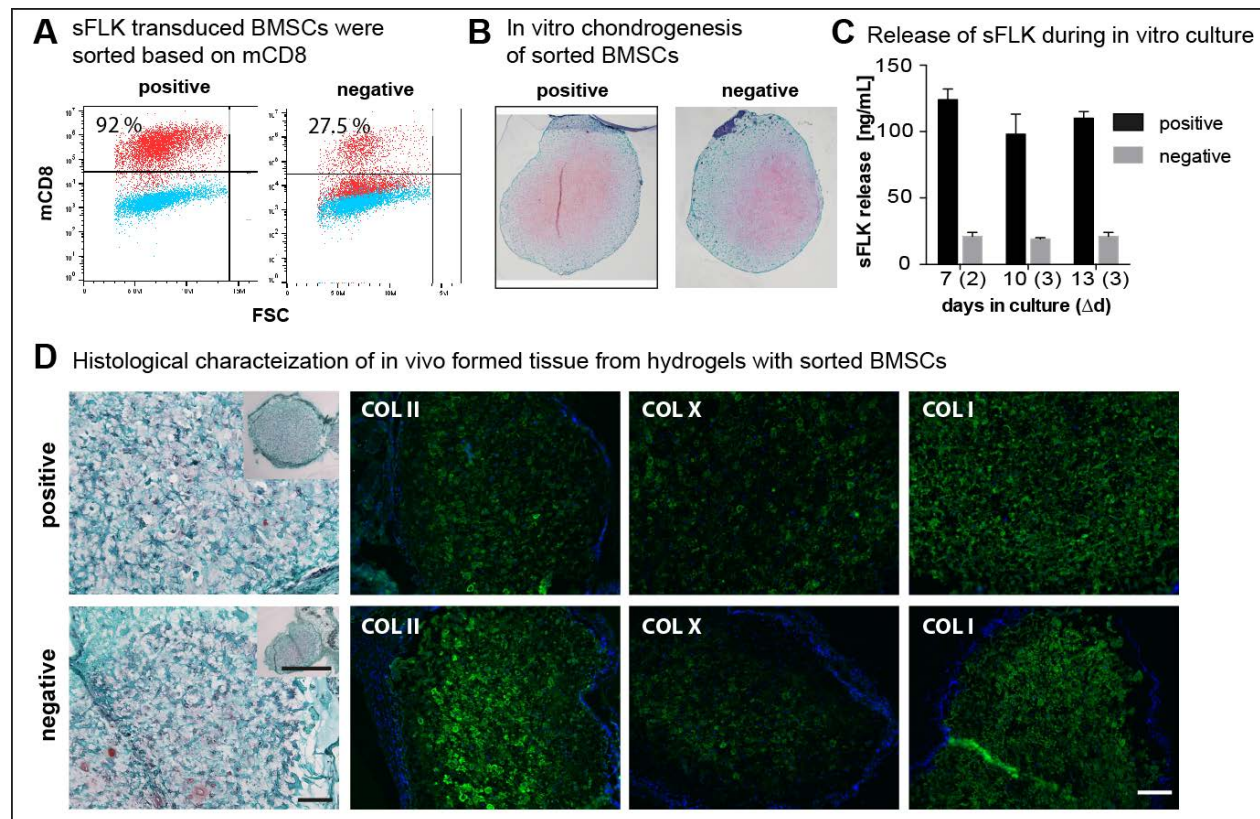 A sFLK transduced BMSCs were
sorted based on mCD8
positive
negative
92 %
27.5 %
mCD8
FSC
B In vitro chondrogenesis
of sorted BMSCs
positive
negative
C Release of sFLK during in vitro culture
sFLK release [ng/mL]
150
100
50
0
positive
negative
7 (2) 10 (3) 13 (3)
days in culture (Δd)
D Histological characteization of in vivo formed tissue from hydrogels with sorted BMSCs
positive
COL II
COL X
COL I
negative
COL II
COL X
COL I